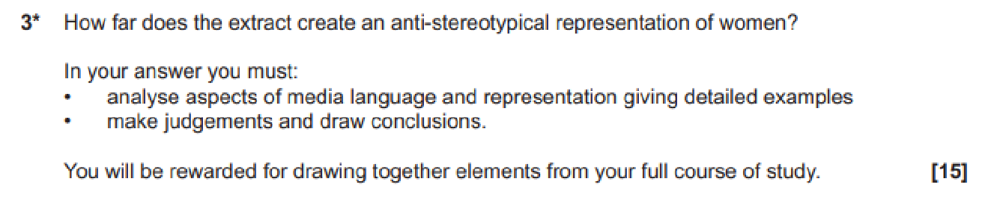 3* How far does the extract create an anti-stereotypical representation of women?
In your answer you must:
• analyse aspects of media language and representation giving detailed examples
• make judgements and draw conclusions.
You will be rewarded for drawing together elements from your full course of study. [15]